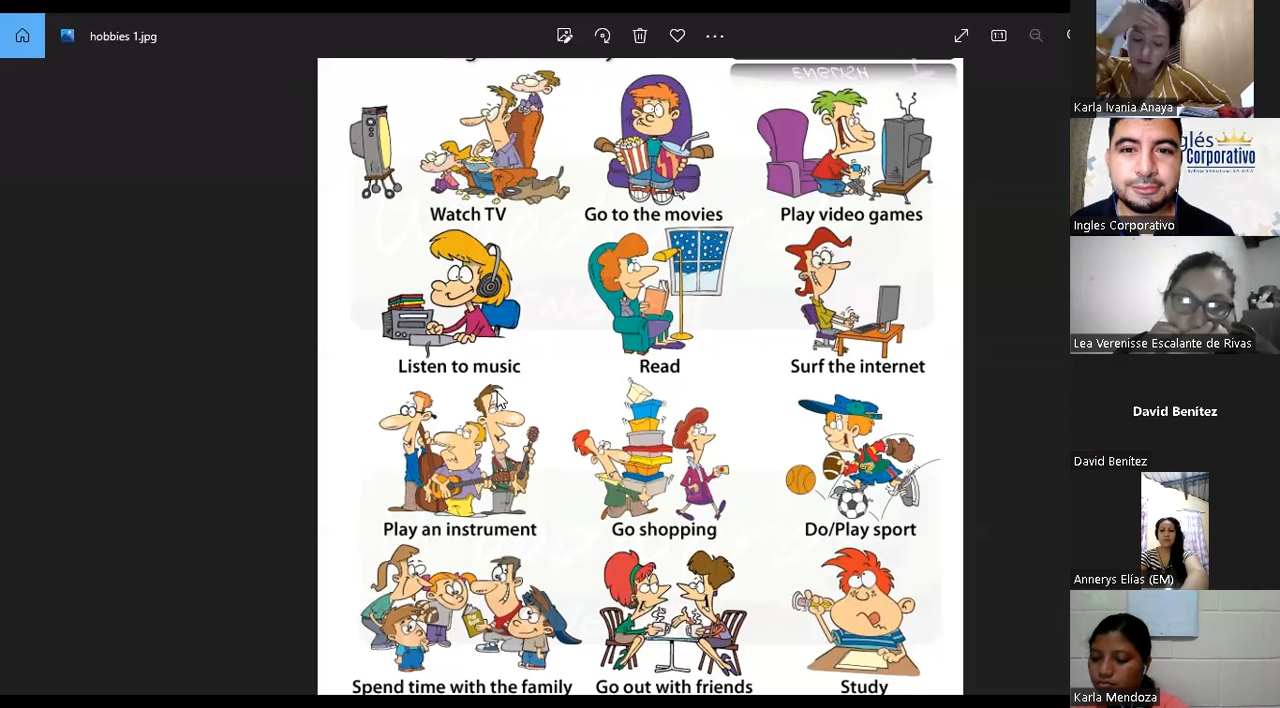 hobbies 1.jpg
ENGLISH
Watch TV
Go to the movies
Play video games
Listen to music
Read
Surf the internet
Play an instrument
Go shopping
Do/Play sport
Spend time with the family
Go out with friends
Study
Karla Ivania Anaya
glés
Corporativo
Ingles Corporativo
Lea Verenisse Escalante de Rivas
David Benítez
David Benítez
Annerys Elías (EM)
Karla Mendoza